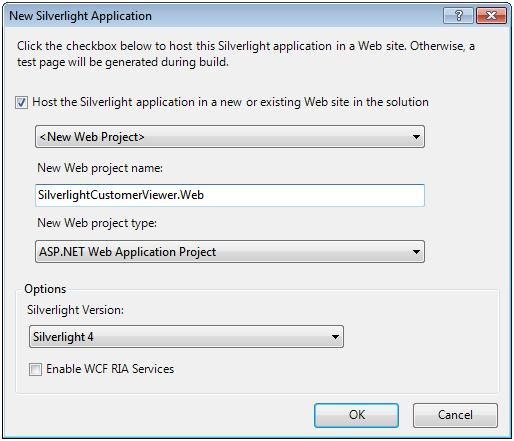 New Silverlight Application
Click the checkbox below to host this Silverlight application in a Web site. Otherwise, a
test page will be generated during build.
Host the Silverlight application in a new or existing Web site in the solution
<New Web Project>
New Web project name:
SilverlightCustomerViewer.Web
New Web project type:
ASP.NET Web Application Project
Options
Silverlight Version:
Silverlight 4
Enable WCF RIA Services
OK
Cancel